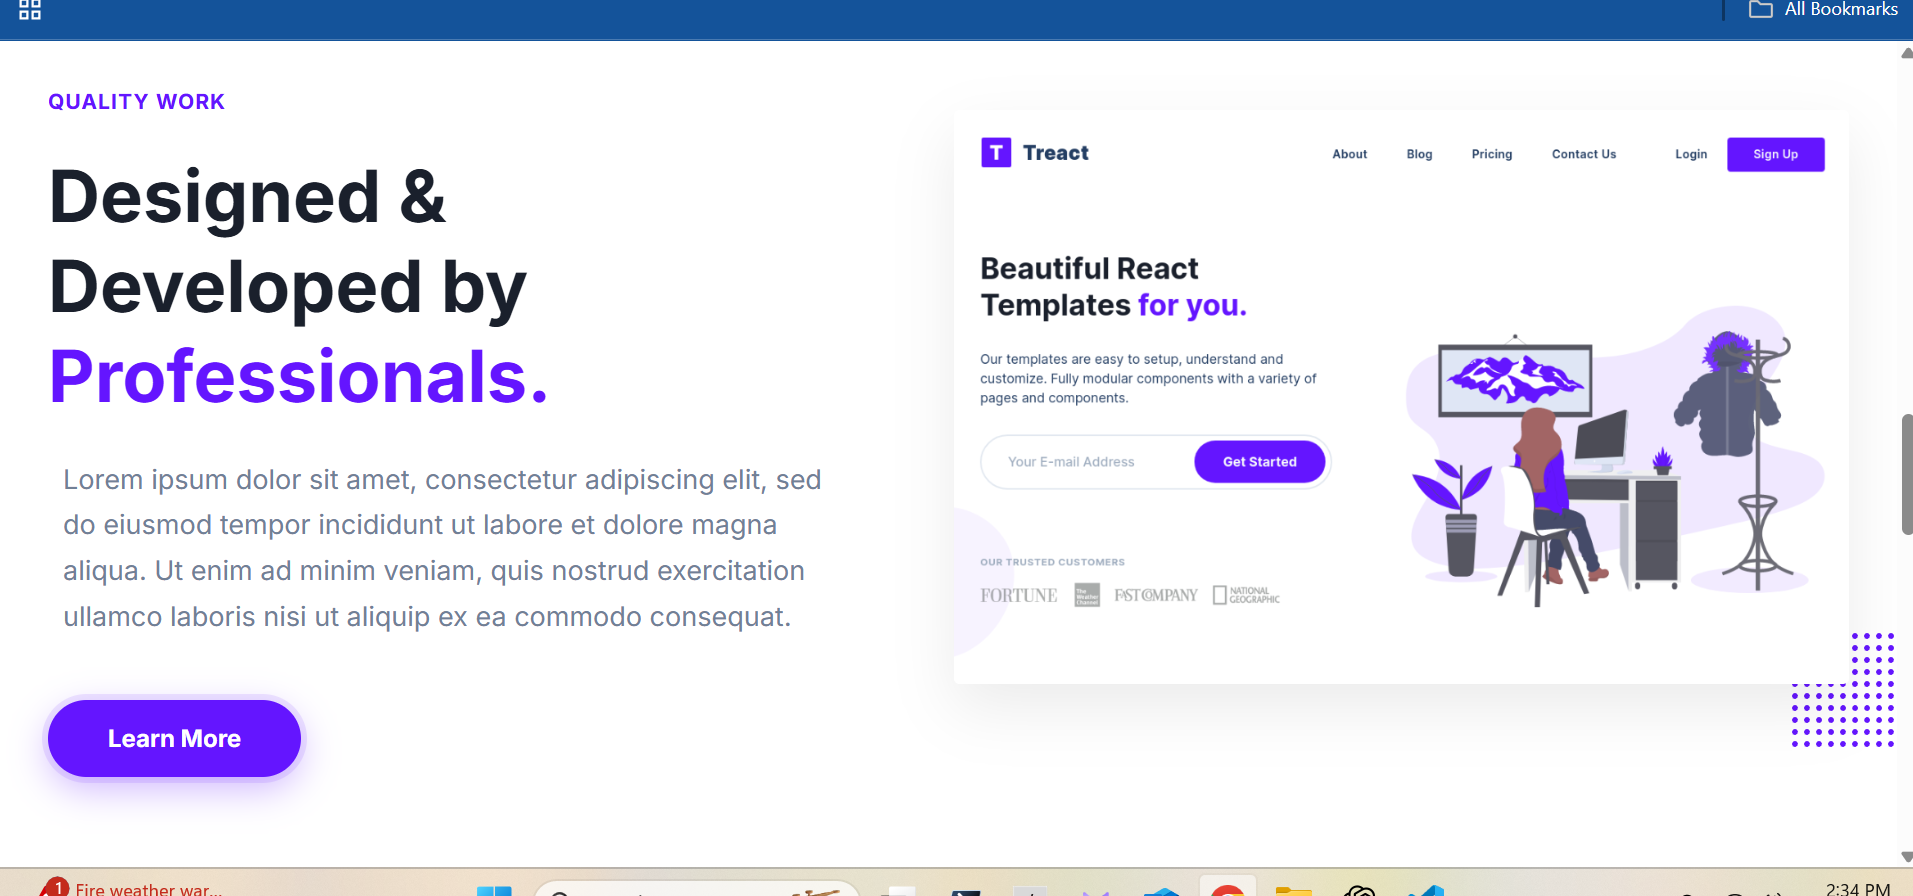 All Bookmarks
QUALITY WORK
Designed &
Developed by
Professionals.
Lorem ipsum dolor sit amet, consectetur adipiscing elit, sed
do eiusmod tempor incididunt ut labore et dolore magna
aliqua. Ut enim ad minim veniam, quis nostrud exercitation
ullamco laboris nisi ut aliquip ex ea commodo consequat.
Learn More
T Treact
About Blog Pricing Contact Us Login Sign Up
Beautiful React
Templates for you.
Our templates are easy to setup, understand and
customize. Fully modular components with a variety of
pages and components.
Your E-mail Address Get Started
OUR TRUSTED CUSTOMERS
FORTUNE
The
Weather
Channel
FAST COMPANY
NATIONAL
GEOGRAPHIC
1 Fire weather war...
2:34 PM